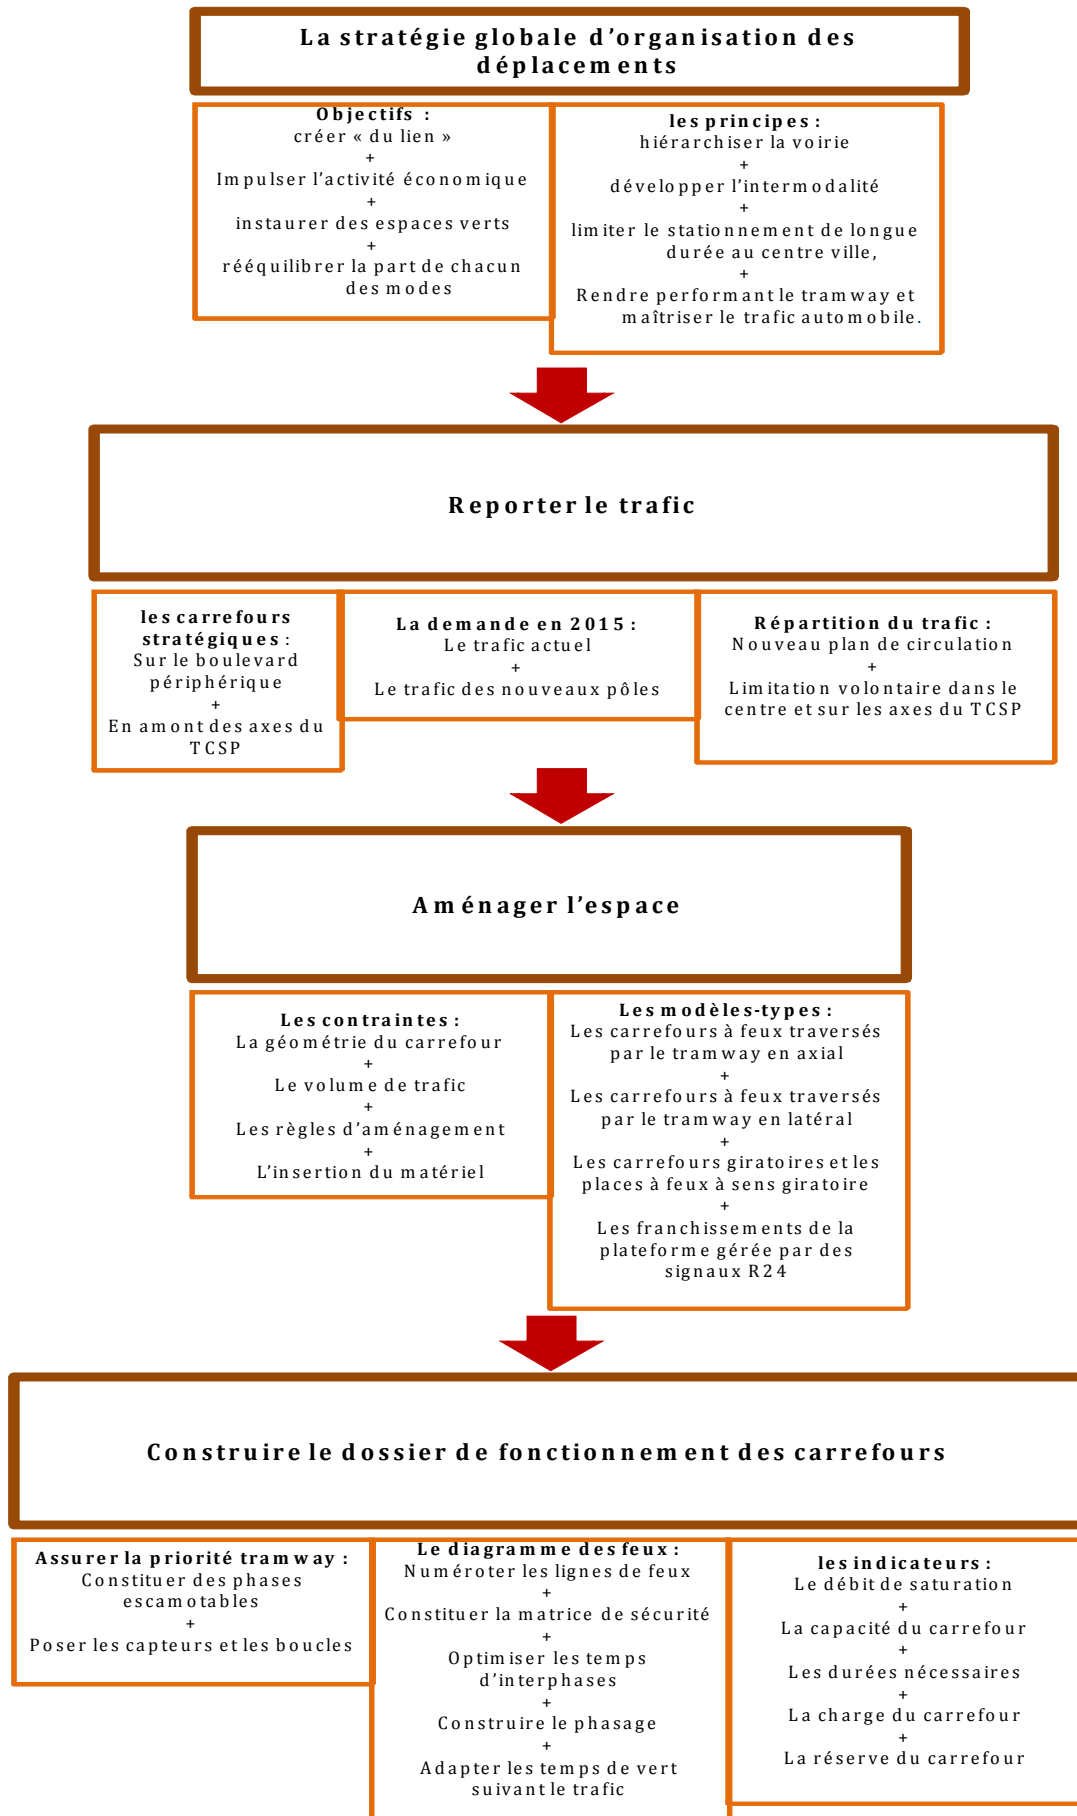 La stratégie globale d’organisation des
déplacements
Objectifs :
créer « du lien »
+
Impulser l’activité économique
+
instaurer des espaces verts
+
rééquilibrer la part de chacun
des modes
les principes :
hiérarchiser la voirie
+
développer l’intermodalité
+
limiter le stationnement de longue
durée au centre ville,
+
Rendre performant le tramway et
maîtriser le trafic automobile.
Reporter le trafic
les carrefours
stratégiques :
Sur le boulevard
périphérique
+
En amont des axes du
TCSP
La demande en 2015 :
Le trafic actuel
+
Le trafic des nouveaux pôles
Répartition du trafic :
Nouveau plan de circulation
+
Limitation volontaire dans le
centre et sur les axes du TCSP
Aménager l’espace
Les contraintes :
La géométrie du carrefour
+
Le volume de trafic
+
Les règles d’aménagement
+
L’insertion du matériel
Les modèles-types :
Les carrefours à feux traversés
par le tramway en axial
+
Les carrefours à feux traversés
par le tramway en latéral
+
Les carrefours giratoires et les
places à feux à sens giratoire
+
Les franchissements de la
plateforme gérée par des
signaux R24
Construire le dossier de fonctionnement des carrefours
Assurer la priorité tramway :
Constituer des phases
escamotables
+
Poser les capteurs et les boucles
Le diagramme des feux :
Numéroter les lignes de feux
+
Constituer la matrice de sécurité
+
Optimiser les temps
d’interphases
+
Construire le phasage
+
Adapter les temps de vert
suivant le trafic
les indicateurs :
Le débit de saturation
+
La capacité du carrefour
+
Les durées nécessaires
+
La charge du carrefour
+
La réserve du carrefour